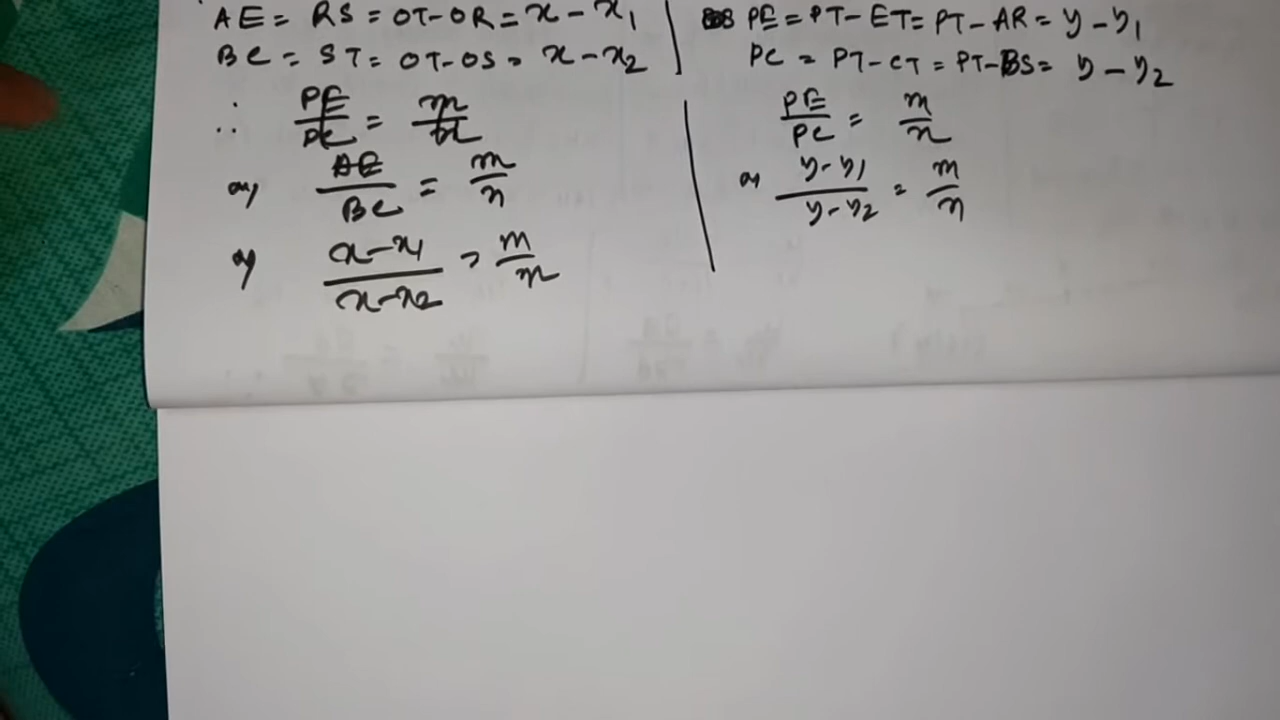 AE = RS = OT-OR = x - x1
BC = ST = OT-OS = x - x2
∴ PE/PC = m/n
or, AE/BC = m/n
or, x-x1/x-x2 = m/n
PE = PT-ET = PT-AR = y-y1
PC = PT-CT = PT-BS = y-y2
PE/PC = m/n
or y-y1/y-y2 = m/n